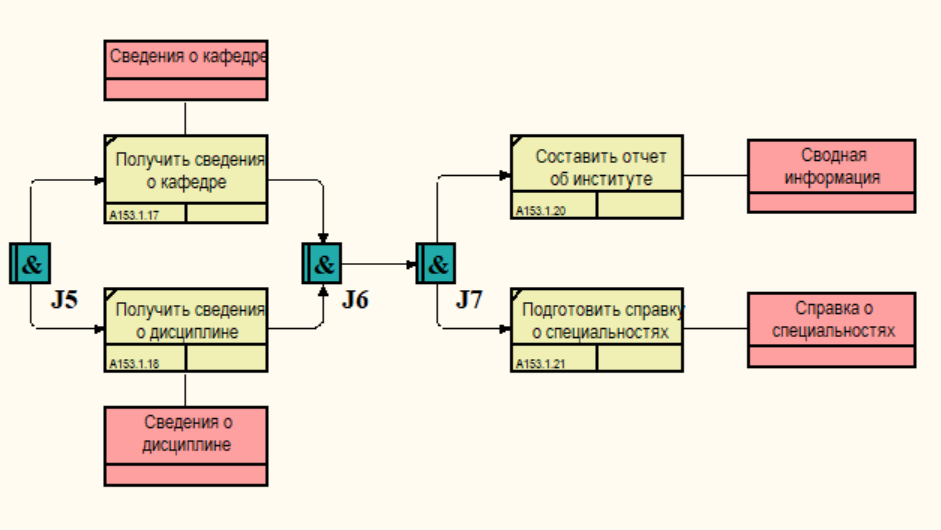 Сведения о кафедре
Получить сведения
о кафедре
A153.1.17
&
J5
Получить сведения
о дисциплине
A153.1.18
Сведения о
дисциплине
&
J6
&
J7
Составить отчет
об институте
A153.1.20
Сводная
информация
Подготовить справку
о специальностях
A153.1.21
Справка о
специальностях